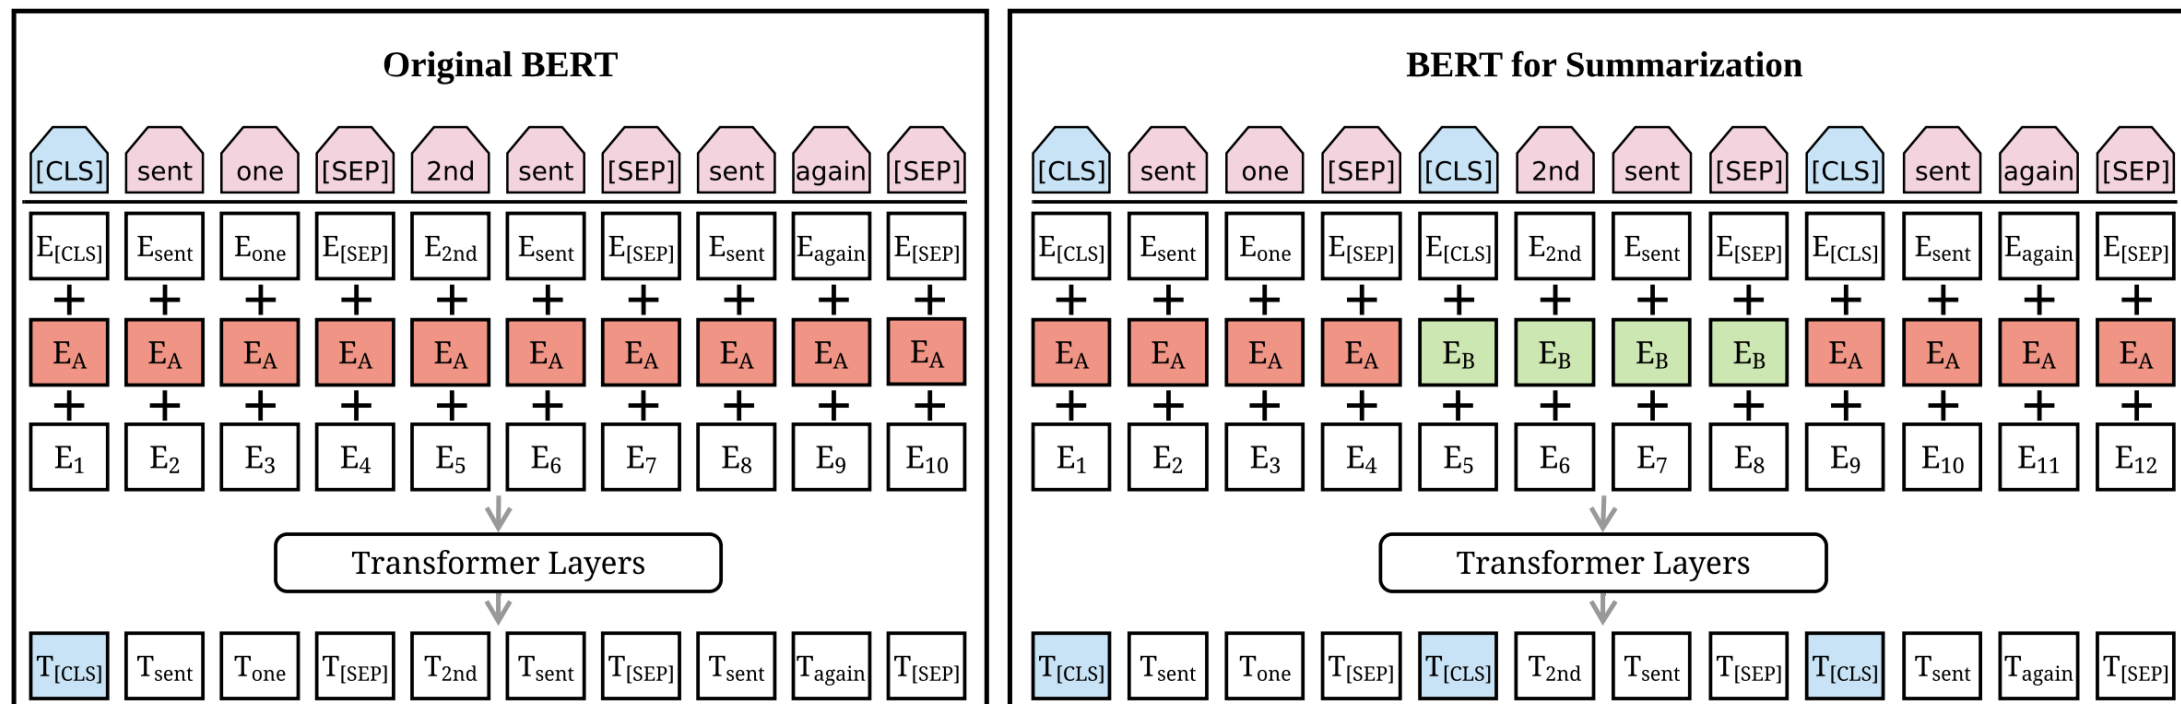 Original BERT
[CLS] sent one [SEP] 2nd sent [SEP] sent again [SEP]
E[CLS] Esent Eone E[SEP] E2nd Esent E[SEP] Esent Eagain E[SEP]
+ + + + + + + + + +
EA EA EA EA EA EA EA EA EA EA
+ + + + + + + + + +
E1 E2 E3 E4 E5 E6 E7 E8 E9 E10
Transformer Layers
T[CLS] Tsent Tone T[SEP] T2nd Tsent T[SEP] Tsent Tagain T[SEP]
BERT for Summarization
[CLS] sent one [SEP] [CLS] 2nd sent [SEP] [CLS] sent again [SEP]
E[CLS] Esent Eone E[SEP] E[CLS] E2nd Esent E[SEP] E[CLS] Esent Eagain E[SEP]
+ + + + + + + + + + + +
EA EA EA EA EB EB EB EB EA EA EA EA
+ + + + + + + + + + + +
E1 E2 E3 E4 E5 E6 E7 E8 E9 E10 E11 E12
Transformer Layers
T[CLS] Tsent Tone T[SEP] T[CLS] T2nd Tsent T[SEP] T[CLS] Tsent Tagain T[SEP]